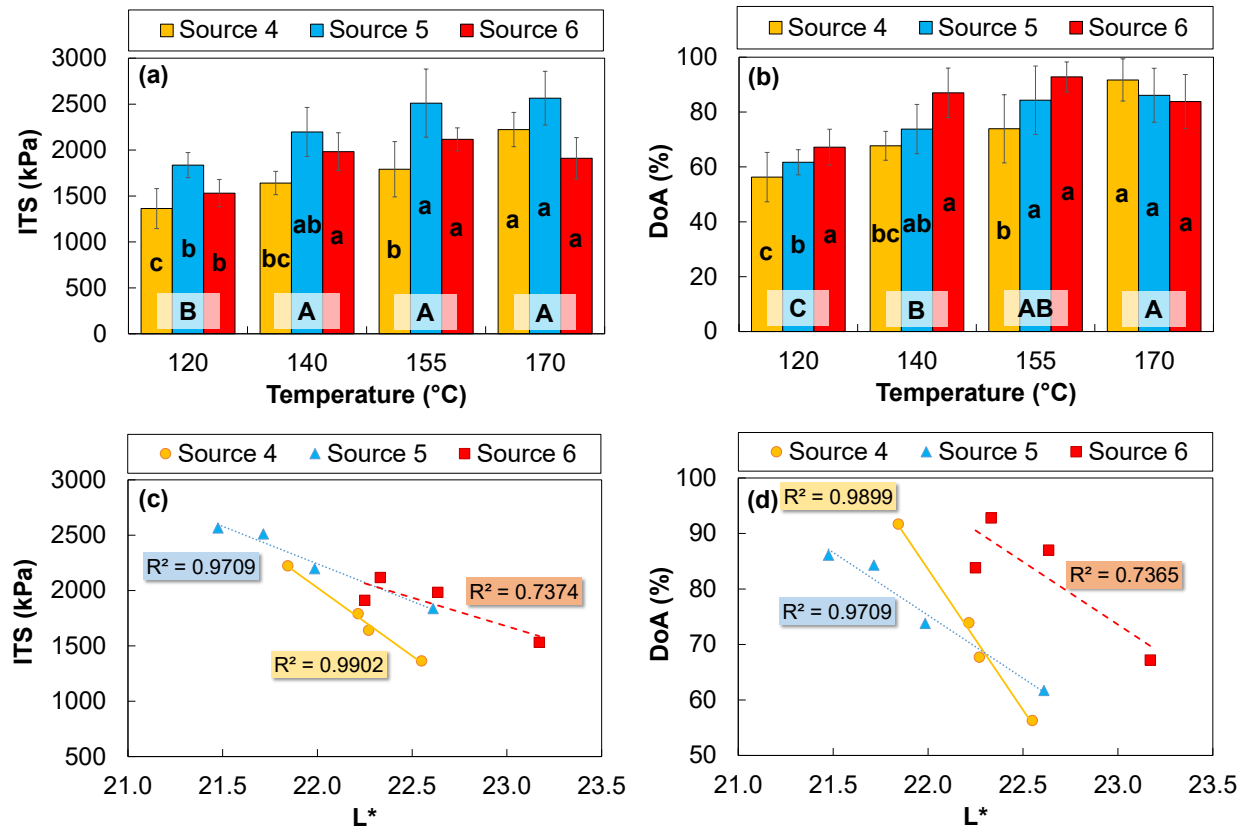 Source 4 Source 5 Source 6
(a)
ITS (kPa)
3000
2500
2000
1500
1000
500
0
c b b
bc ab a
b a a
a a a
B A A A
120 140 155 170
Temperature (°C)
Source 4 Source 5 Source 6
(b)
DoA (%)
100
80
60
40
20
0
c b a
bc ab a
b a a
a a a
C B AB A
120 140 155 170
Temperature (°C)
Source 4 Source 5 Source 6
(c)
ITS (kPa)
3000
2500
2000
1500
1000
500
R² = 0.9709
R² = 0.7374
R² = 0.9902
21.0 21.5 22.0 22.5 23.0 23.5
L*
Source 4 Source 5 Source 6
(d)
DoA (%)
100
90
80
70
60
50
R² = 0.9899
R² = 0.7365
R² = 0.9709
21.0 21.5 22.0 22.5 23.0 23.5
L*